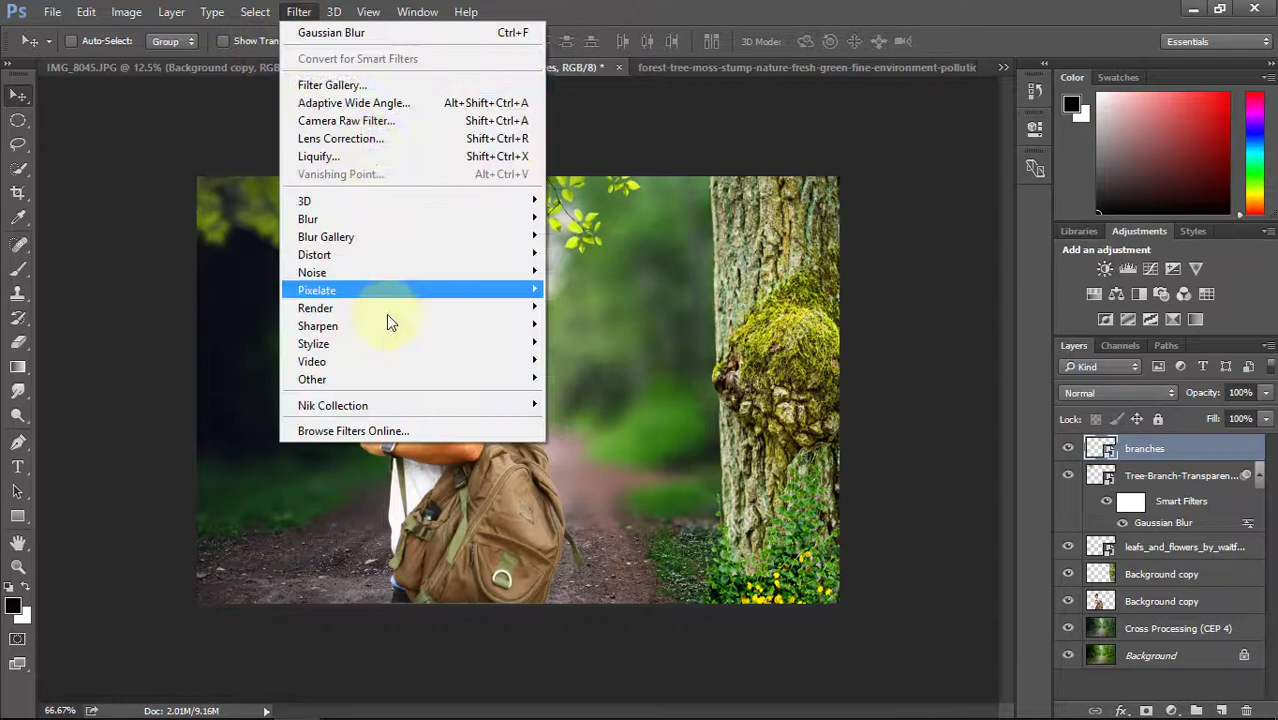 Ps File Edit Image Layer Type Select Filter 3D View Window Help
Auto-Select: Group Show Tran 3D Mode: Essentials
IMG_8045.JPG @ 12.5% (Background copy, RGB es, RGB/8) * × forest-tree-moss-stump-nature-fresh-green-fine-environment-pollutio
Gaussian Blur Ctrl+F
Convert for Smart Filters
Filter Gallery...
Adaptive Wide Angle... Alt+Shift+Ctrl+A
Camera Raw Filter... Shift+Ctrl+A
Lens Correction... Shift+Ctrl+R
Liquify... Shift+Ctrl+X
Vanishing Point... Alt+Ctrl+V
3D
Blur
Blur Gallery
Distort
Noise
Pixelate
Render
Sharpen
Stylize
Video
Other
Nik Collection
Browse Filters Online...
Color Swatches
Libraries Adjustments Styles
Add an adjustment
Layers Channels Paths
Kind
Normal Opacity: 100%
Lock: Fill: 100%
branches
Tree-Branch-Transparen...
Smart Filters
Gaussian Blur
leafs_and_flowers_by_waitf...
Background copy
Background copy
Cross Processing (CEP 4)
Background
66.67% Doc: 2.01M/9.16M